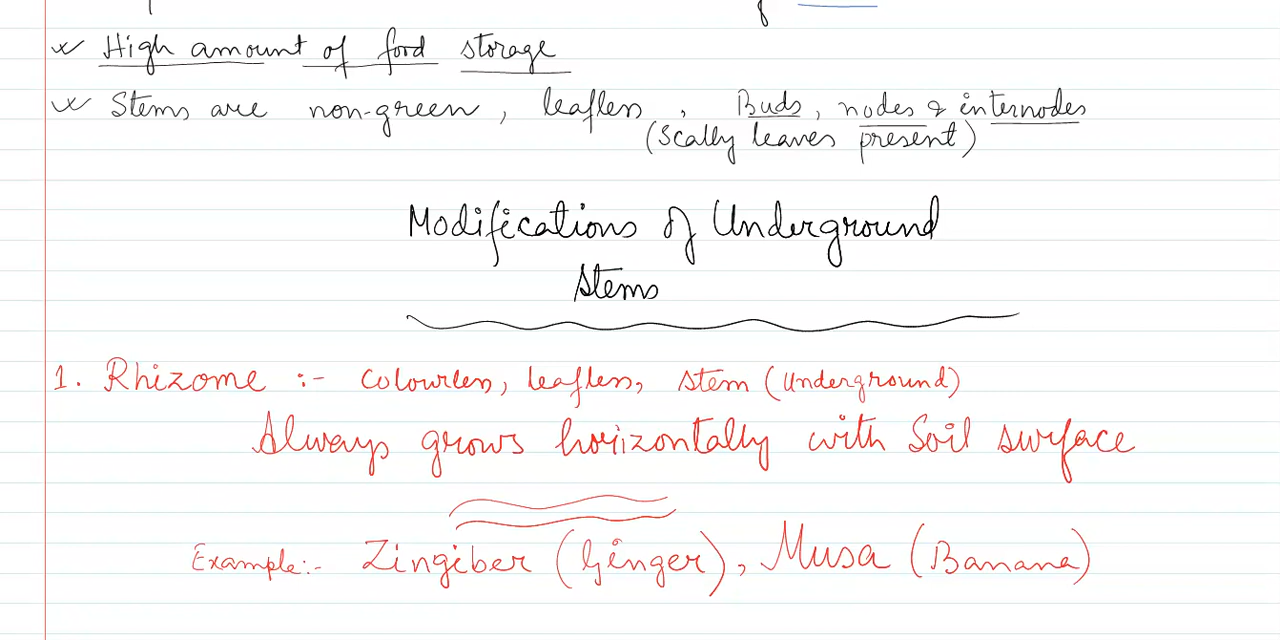 High amount of food storage
Stems are non-green, leafless, Buds, nodes & internodes
(Scally leaves present)
Modifications of Underground
Stems
1. Rhizome :- Colourless, leafless, stem (Underground)
Always grows horizontally with Soil surface
Example:- Zingiber (Ginger), Musa (Banana)